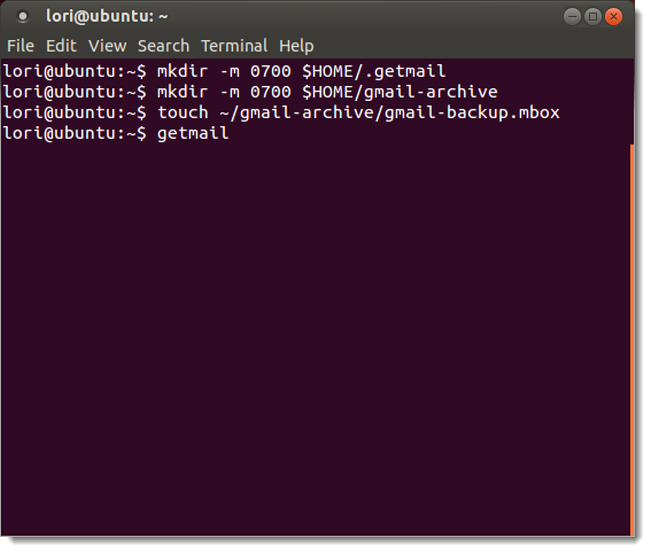 lori@ubuntu: ~
File Edit View Search Terminal Help
lori@ubuntu:~$ mkdir -m 0700 $HOME/.getmail
lori@ubuntu:~$ mkdir -m 0700 $HOME/gmail-archive
lori@ubuntu:~$ touch ~/gmail-archive/gmail-backup.mbox
lori@ubuntu:~$ getmail